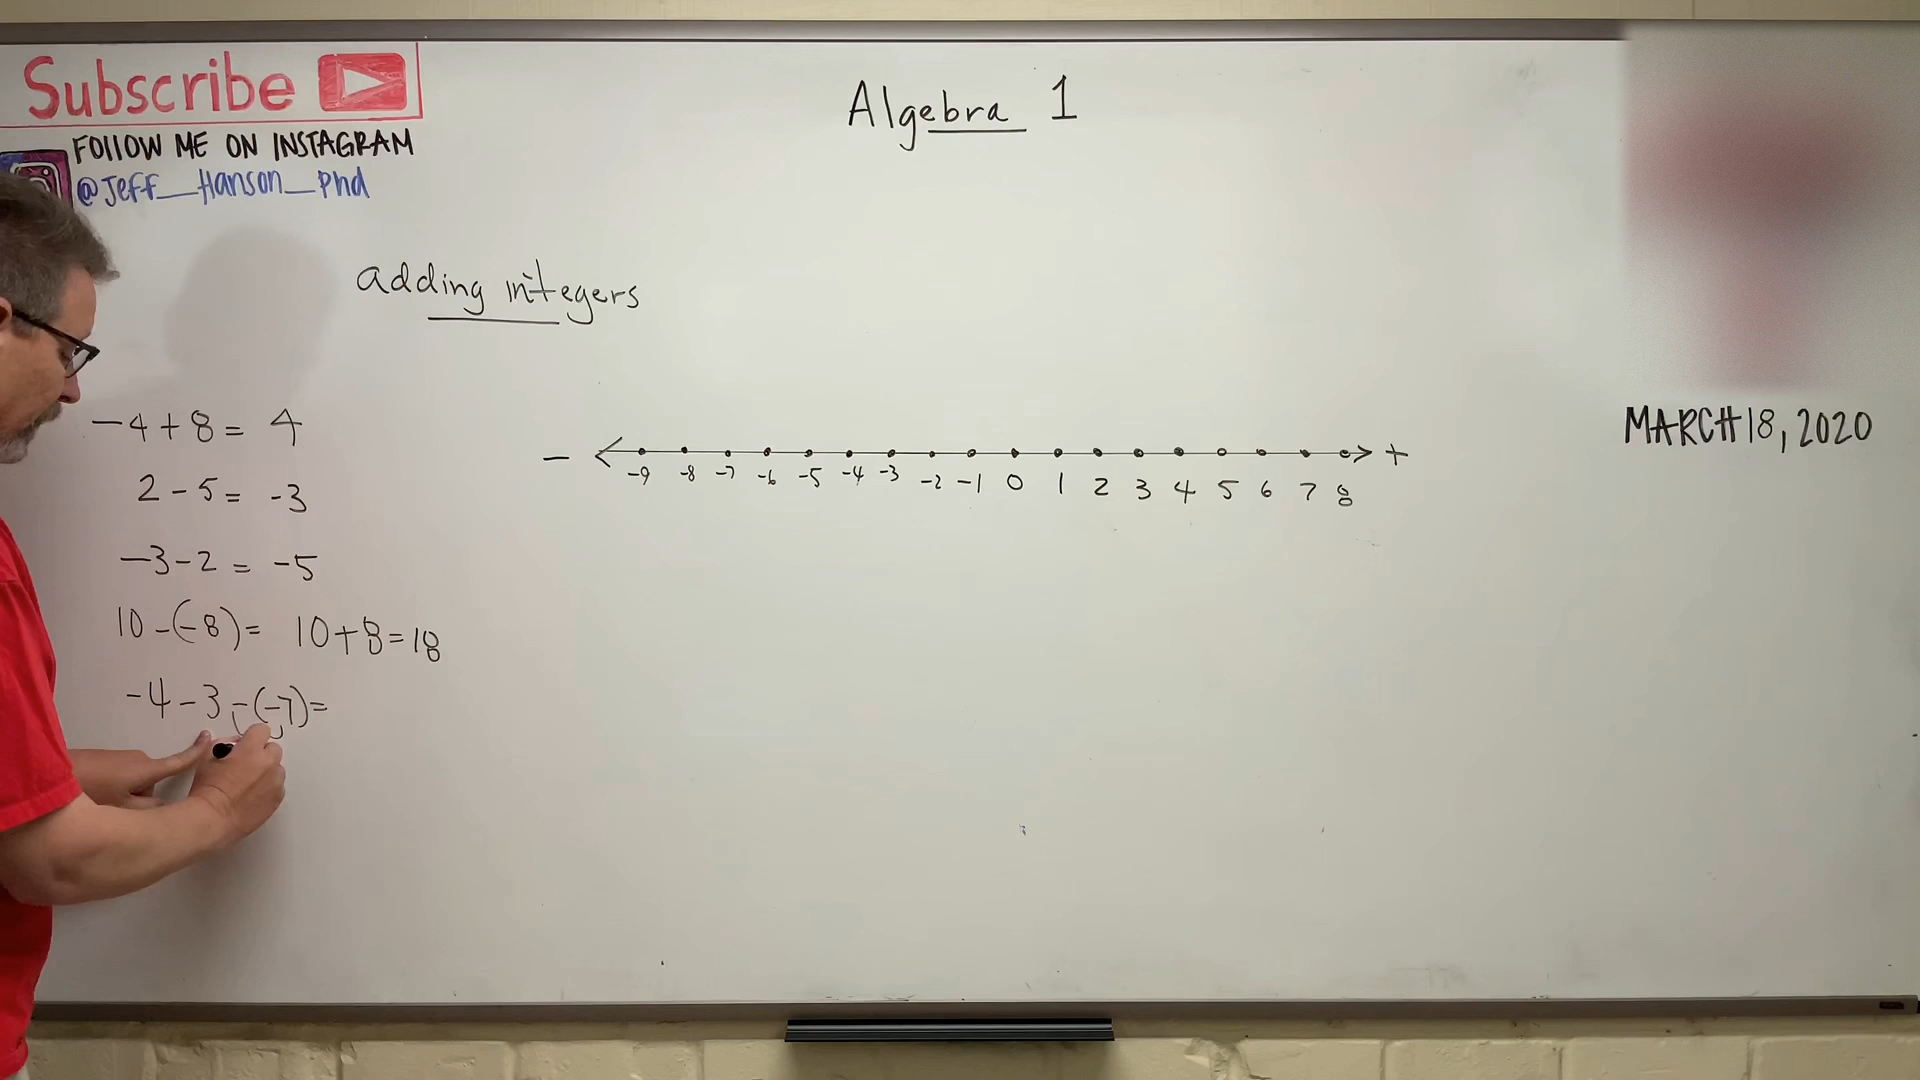 Subscribe
FOLLOW ME ON INSTAGRAM
@Jeff_Hanson_Phd
Algebra 1
adding integers
-4+8= 4
2-5= -3
-3-2= -5
10-(-8)= 10+8=18
-4-3-(-7)=
- -9 -8 -7 -6 -5 -4 -3 -2 -1 0 1 2 3 4 5 6 7 8 +
MARCH 18, 2020